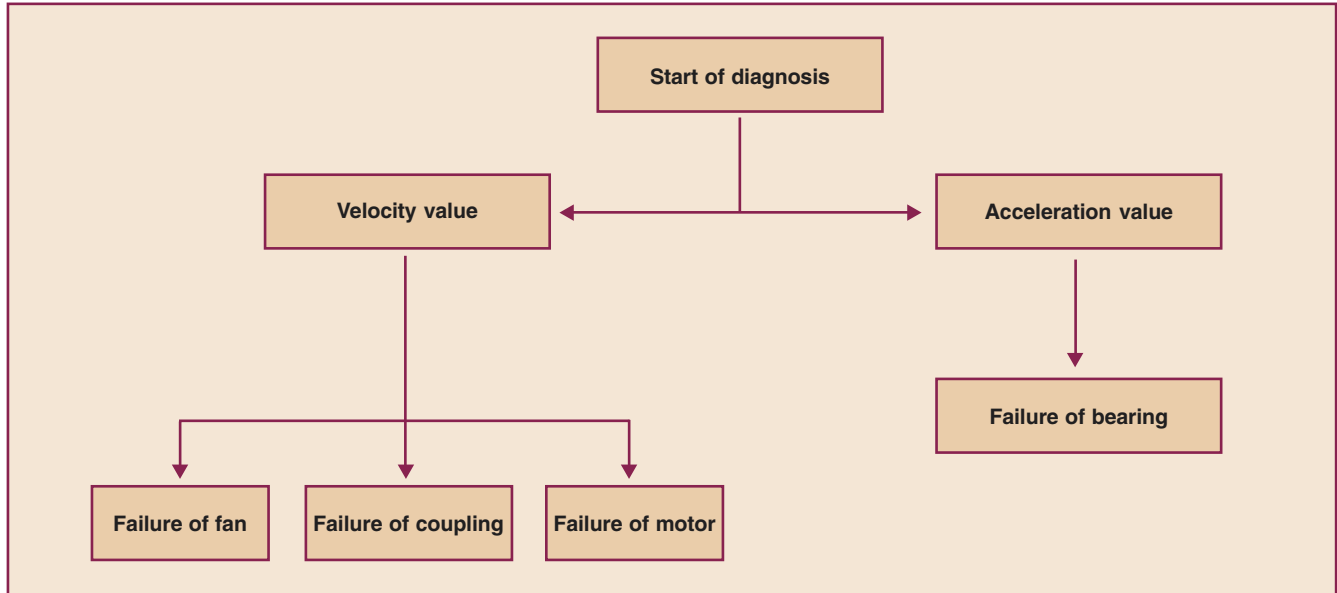 Start of diagnosis
Velocity value
Acceleration value
Failure of bearing
Failure of fan
Failure of coupling
Failure of motor